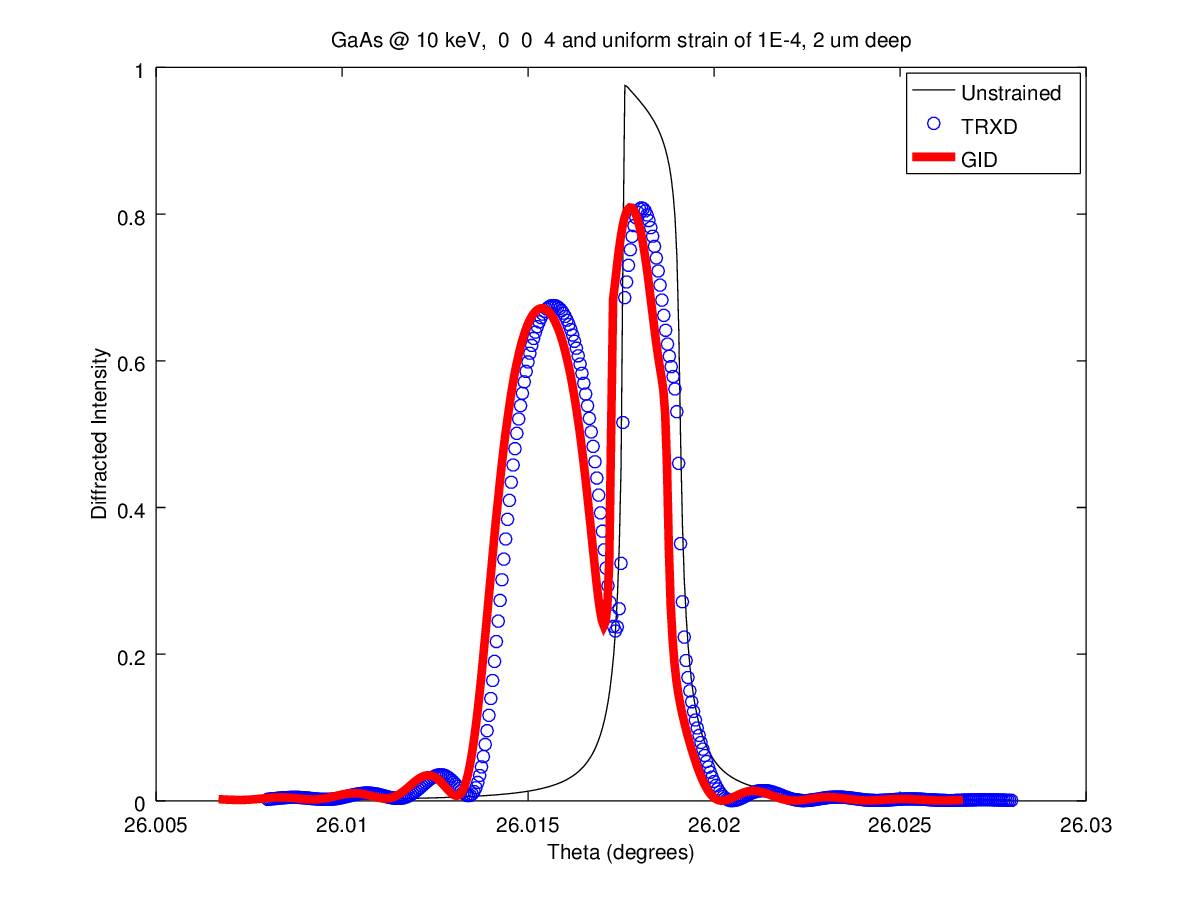 GaAs @ 10 keV,  0  0  4 and uniform strain of 1E-4, 2 um deep
Unstrained
TRXD
GID
1
0.8
0.6
0.4
0.2
0
Diffracted Intensity
26.005 26.01 26.015 26.02 26.025 26.03
Theta (degrees)